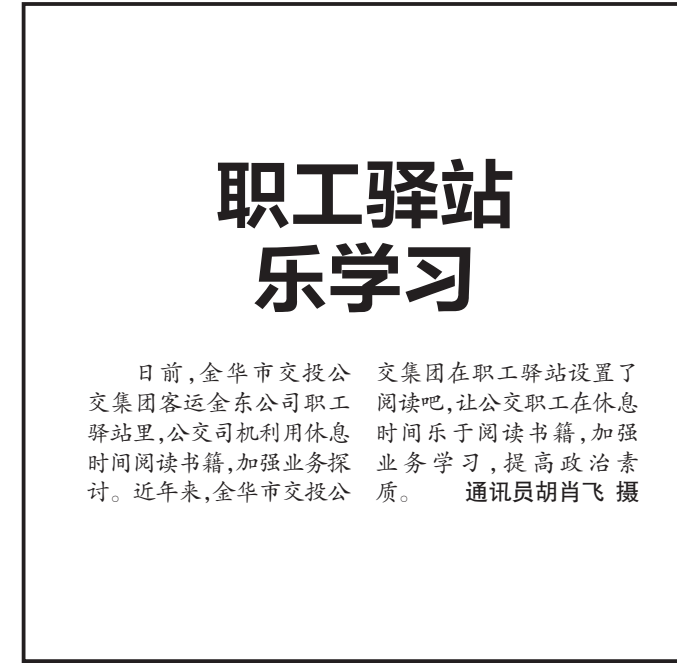 职工驿站
乐学习
日前,金华市交投公
交集团客运金东公司职工
驿站里,公交司机利用休息
时间阅读书籍,加强业务探
讨。近年来,金华市交投公
交集团在职工驿站设置了
阅读吧,让公交职工在休息
时间乐于阅读书籍,加强
业务学习,提高政治素
质。 通讯员胡肖飞 摄